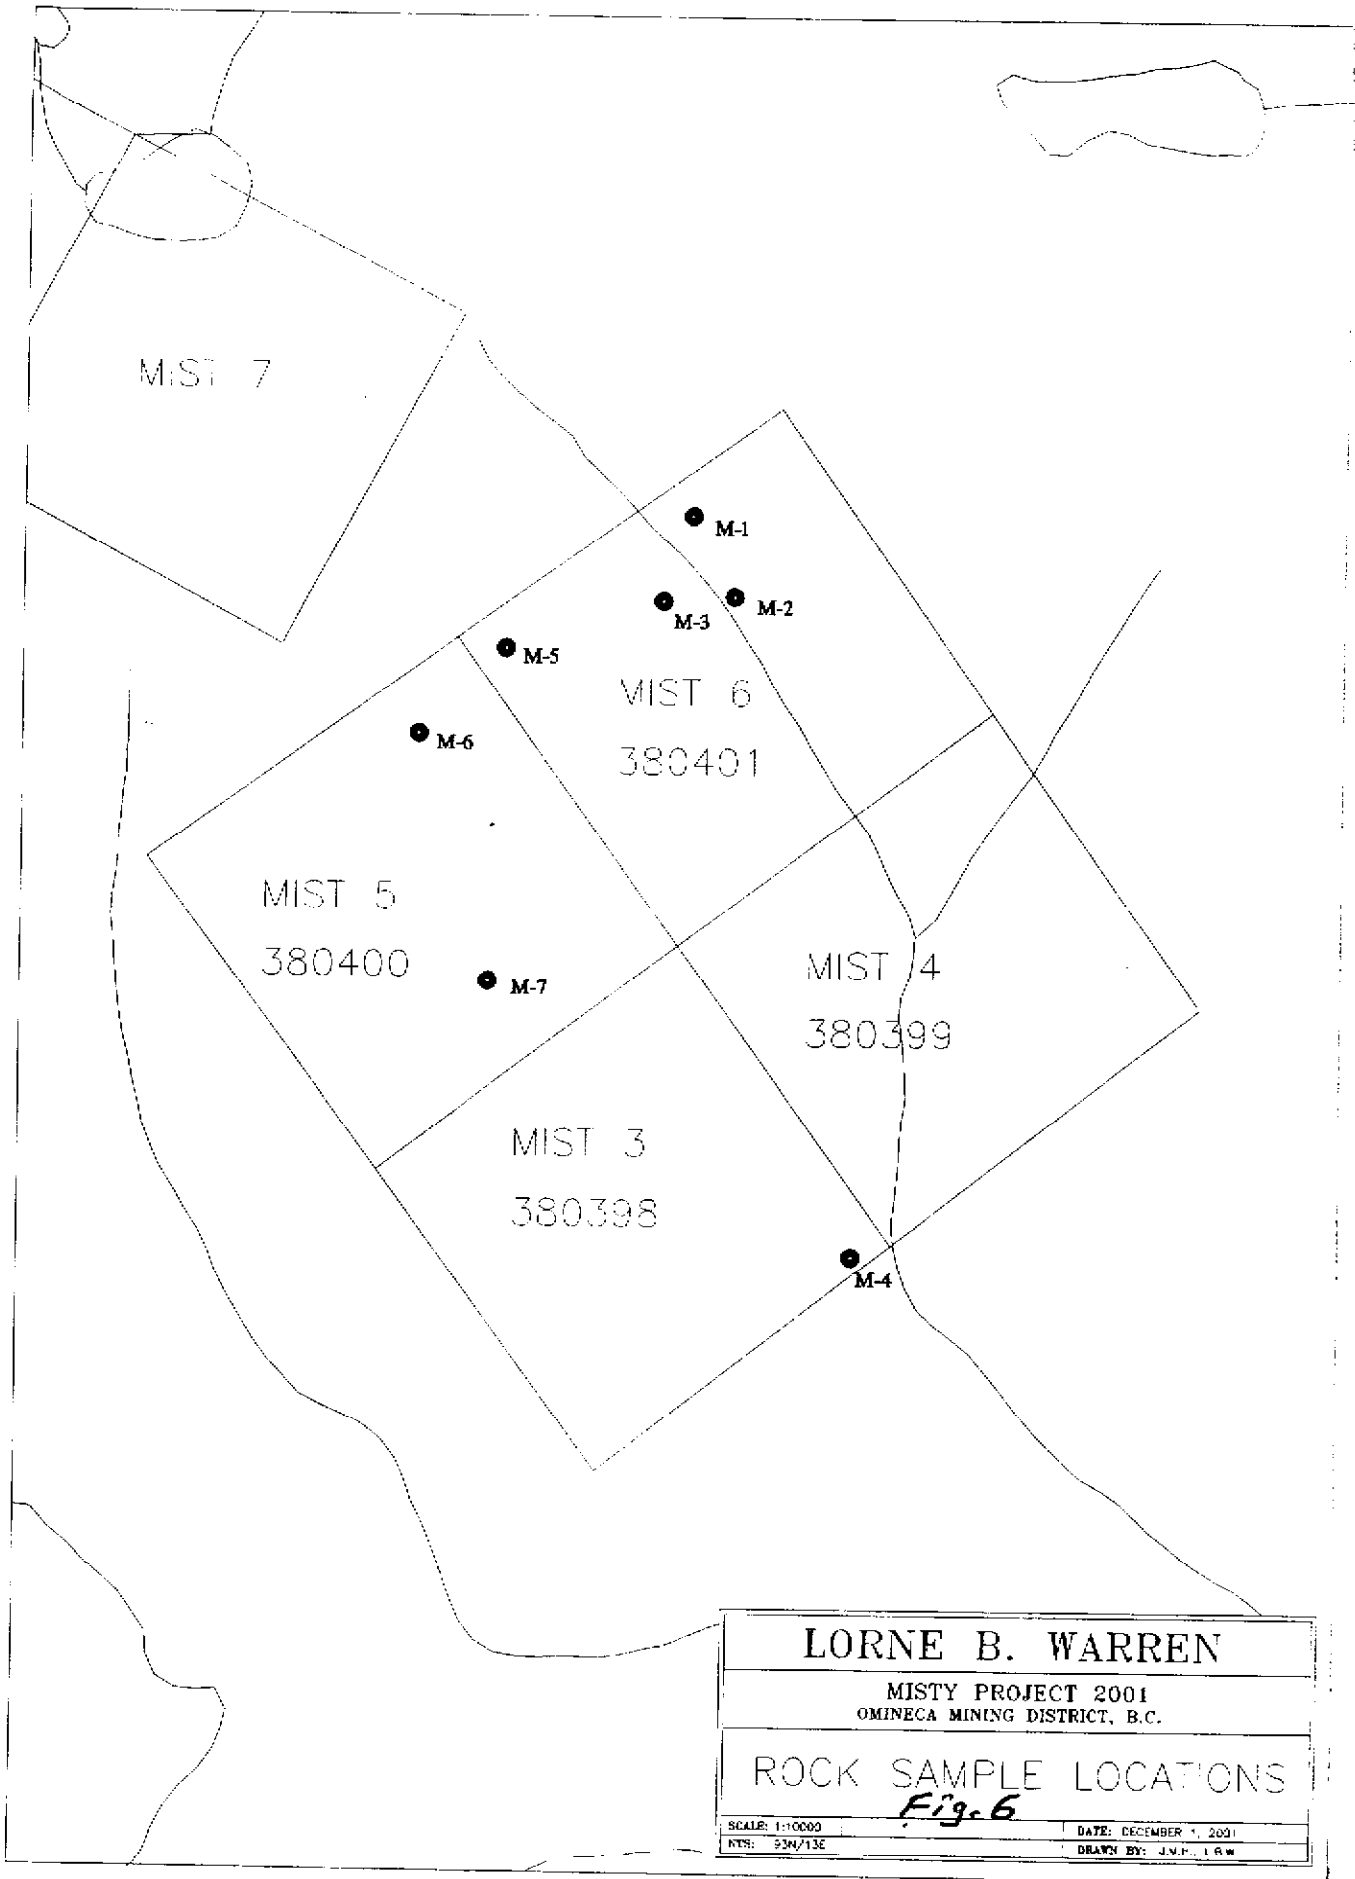 MIST 7
M-1
M-2
M-3
M-5
MIST 6
380401
M-6
MIST 5
380400
M-7
MIST 4
380399
MIST 3
380398
M-4
LORNE B. WARREN
MISTY PROJECT 2001
OMINECA MINING DISTRICT, B.C.
ROCK SAMPLE LOCATIONS
Fig. 6
SCALE: 1:10000
DATE: DECEMBER 1, 2001
NTS: 93N/13E
DRAWN BY: